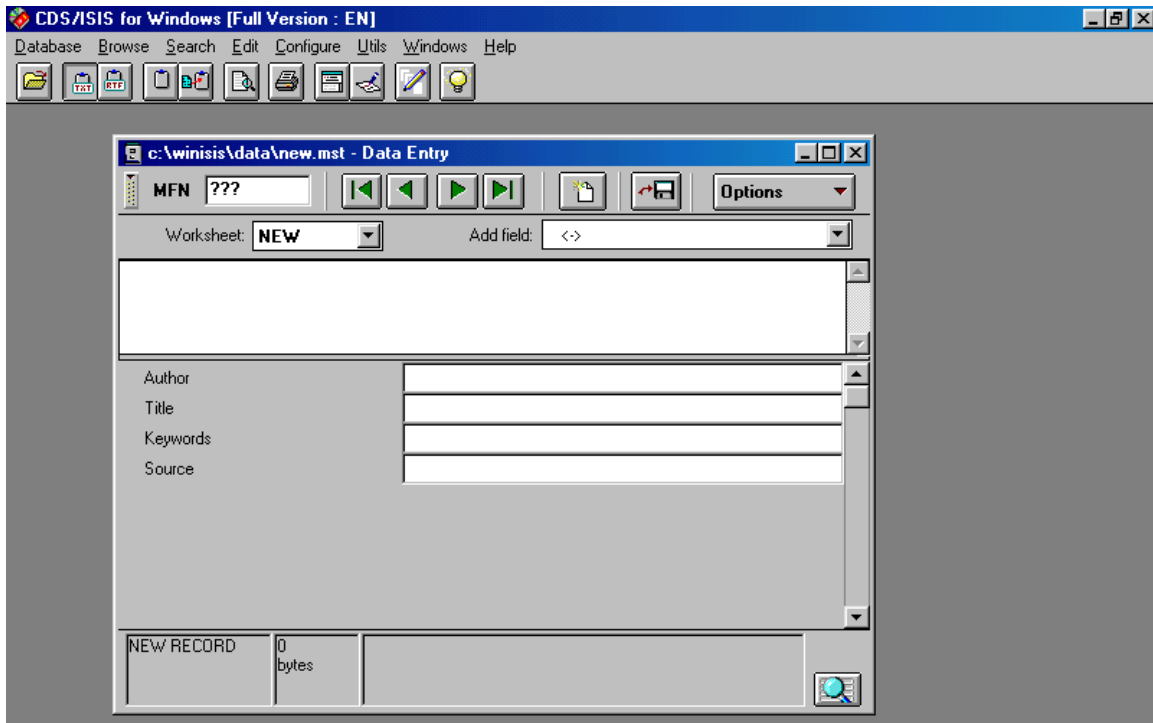 CDS/ISIS for Windows [Full Version : EN]
Database Browse Search Edit Configure Utils Windows Help
TXT RTF
c:\winisis\data\new.mst - Data Entry
MFN ??? Options
Worksheet: NEW Add field: <->
Author
Title
Keywords
Source
NEW RECORD 0
bytes